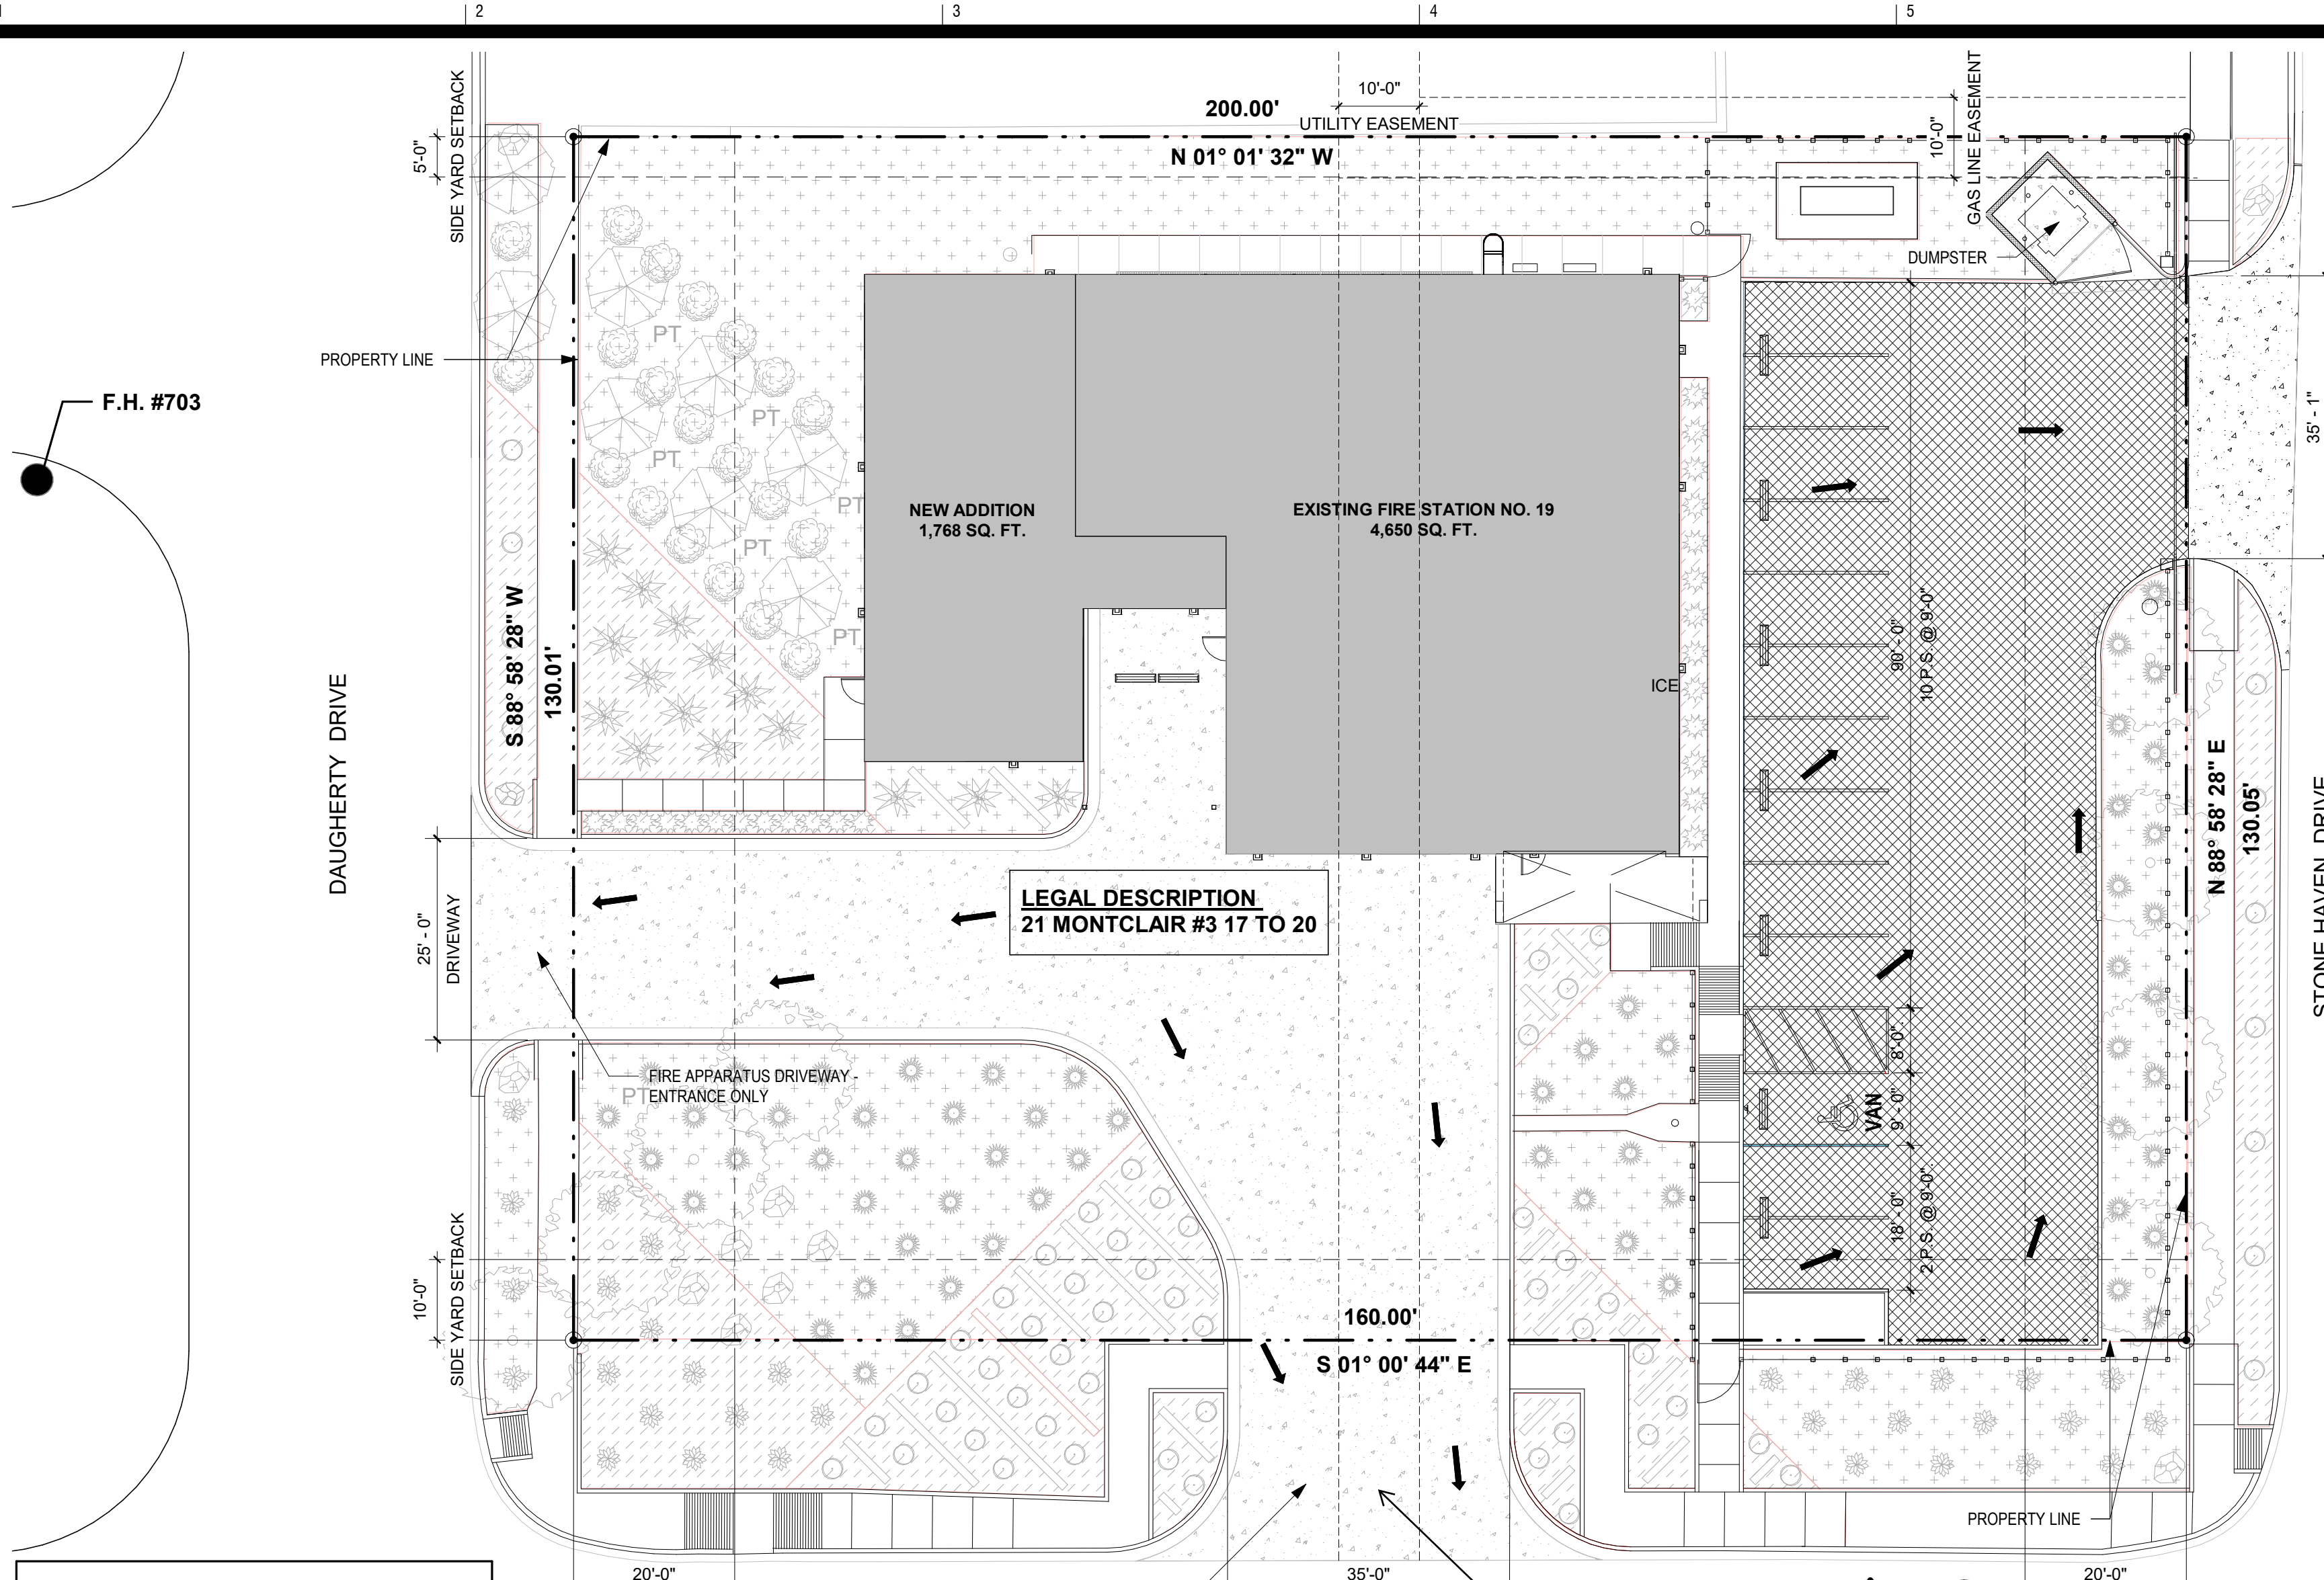 2
3
4
5
SIDE YARD SETBACK
5'-0"
200.00'
10'-0"
UTILITY EASEMENT
N 01° 01' 32" W
10'-0"
GAS LINE EASEMENT
DUMPSTER
PROPERTY LINE
F.H. #703
PT
PT
PT
PT
PT
PT
NEW ADDITION
1,768 SQ. FT.
EXISTING FIRE STATION NO. 19
4,650 SQ. FT.
35' - 1"
S 88° 58' 28" W
130.01'
DAUGHERTY DRIVE
ICE
90' - 0"
10 P.S. @ 9'-0"
N 88° 58' 28" E
130.05'
STONE HAVEN DRIVE
25' - 0"
DRIVEWAY
LEGAL DESCRIPTION
21 MONTCLAIR #3 17 TO 20
PT
FIRE APPARATUS DRIVEWAY -
ENTRANCE ONLY
8'-0"
VAN
9' - 0"
18' - 0"
2 P.S. @ 9'-0".
10'-0"
SIDE YARD SETBACK
160.00'
S 01° 00' 44" E
PROPERTY LINE
20'-0"
35'-0"
20'-0"